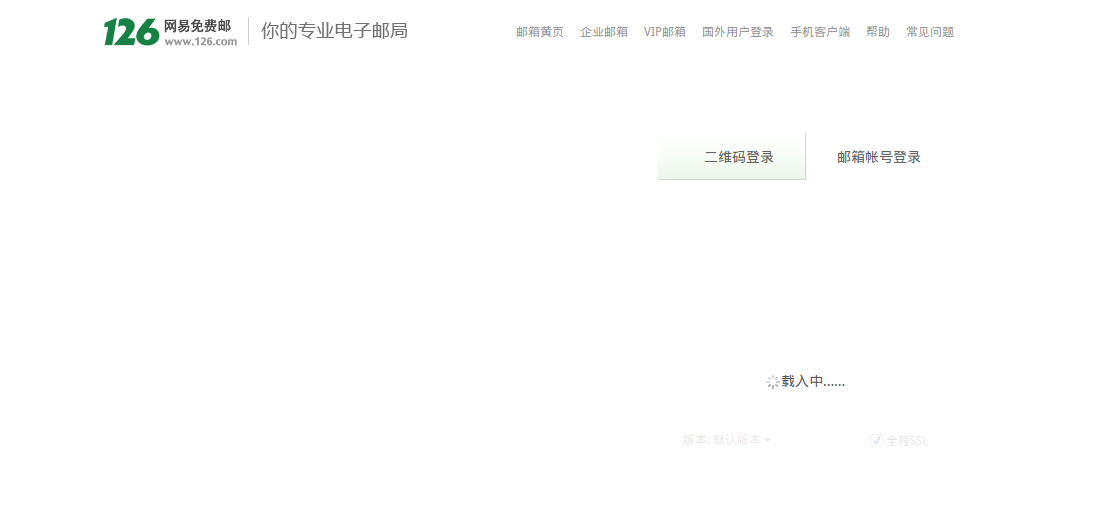 126 网易免费邮 www.126.com 你的专业电子邮局 邮箱黄页 企业邮箱 VIP邮箱 国外用户登录 手机客户端 帮助 常见问题
二维码登录 邮箱帐号登录
载入中......
版本: 默认版本 全程SSL